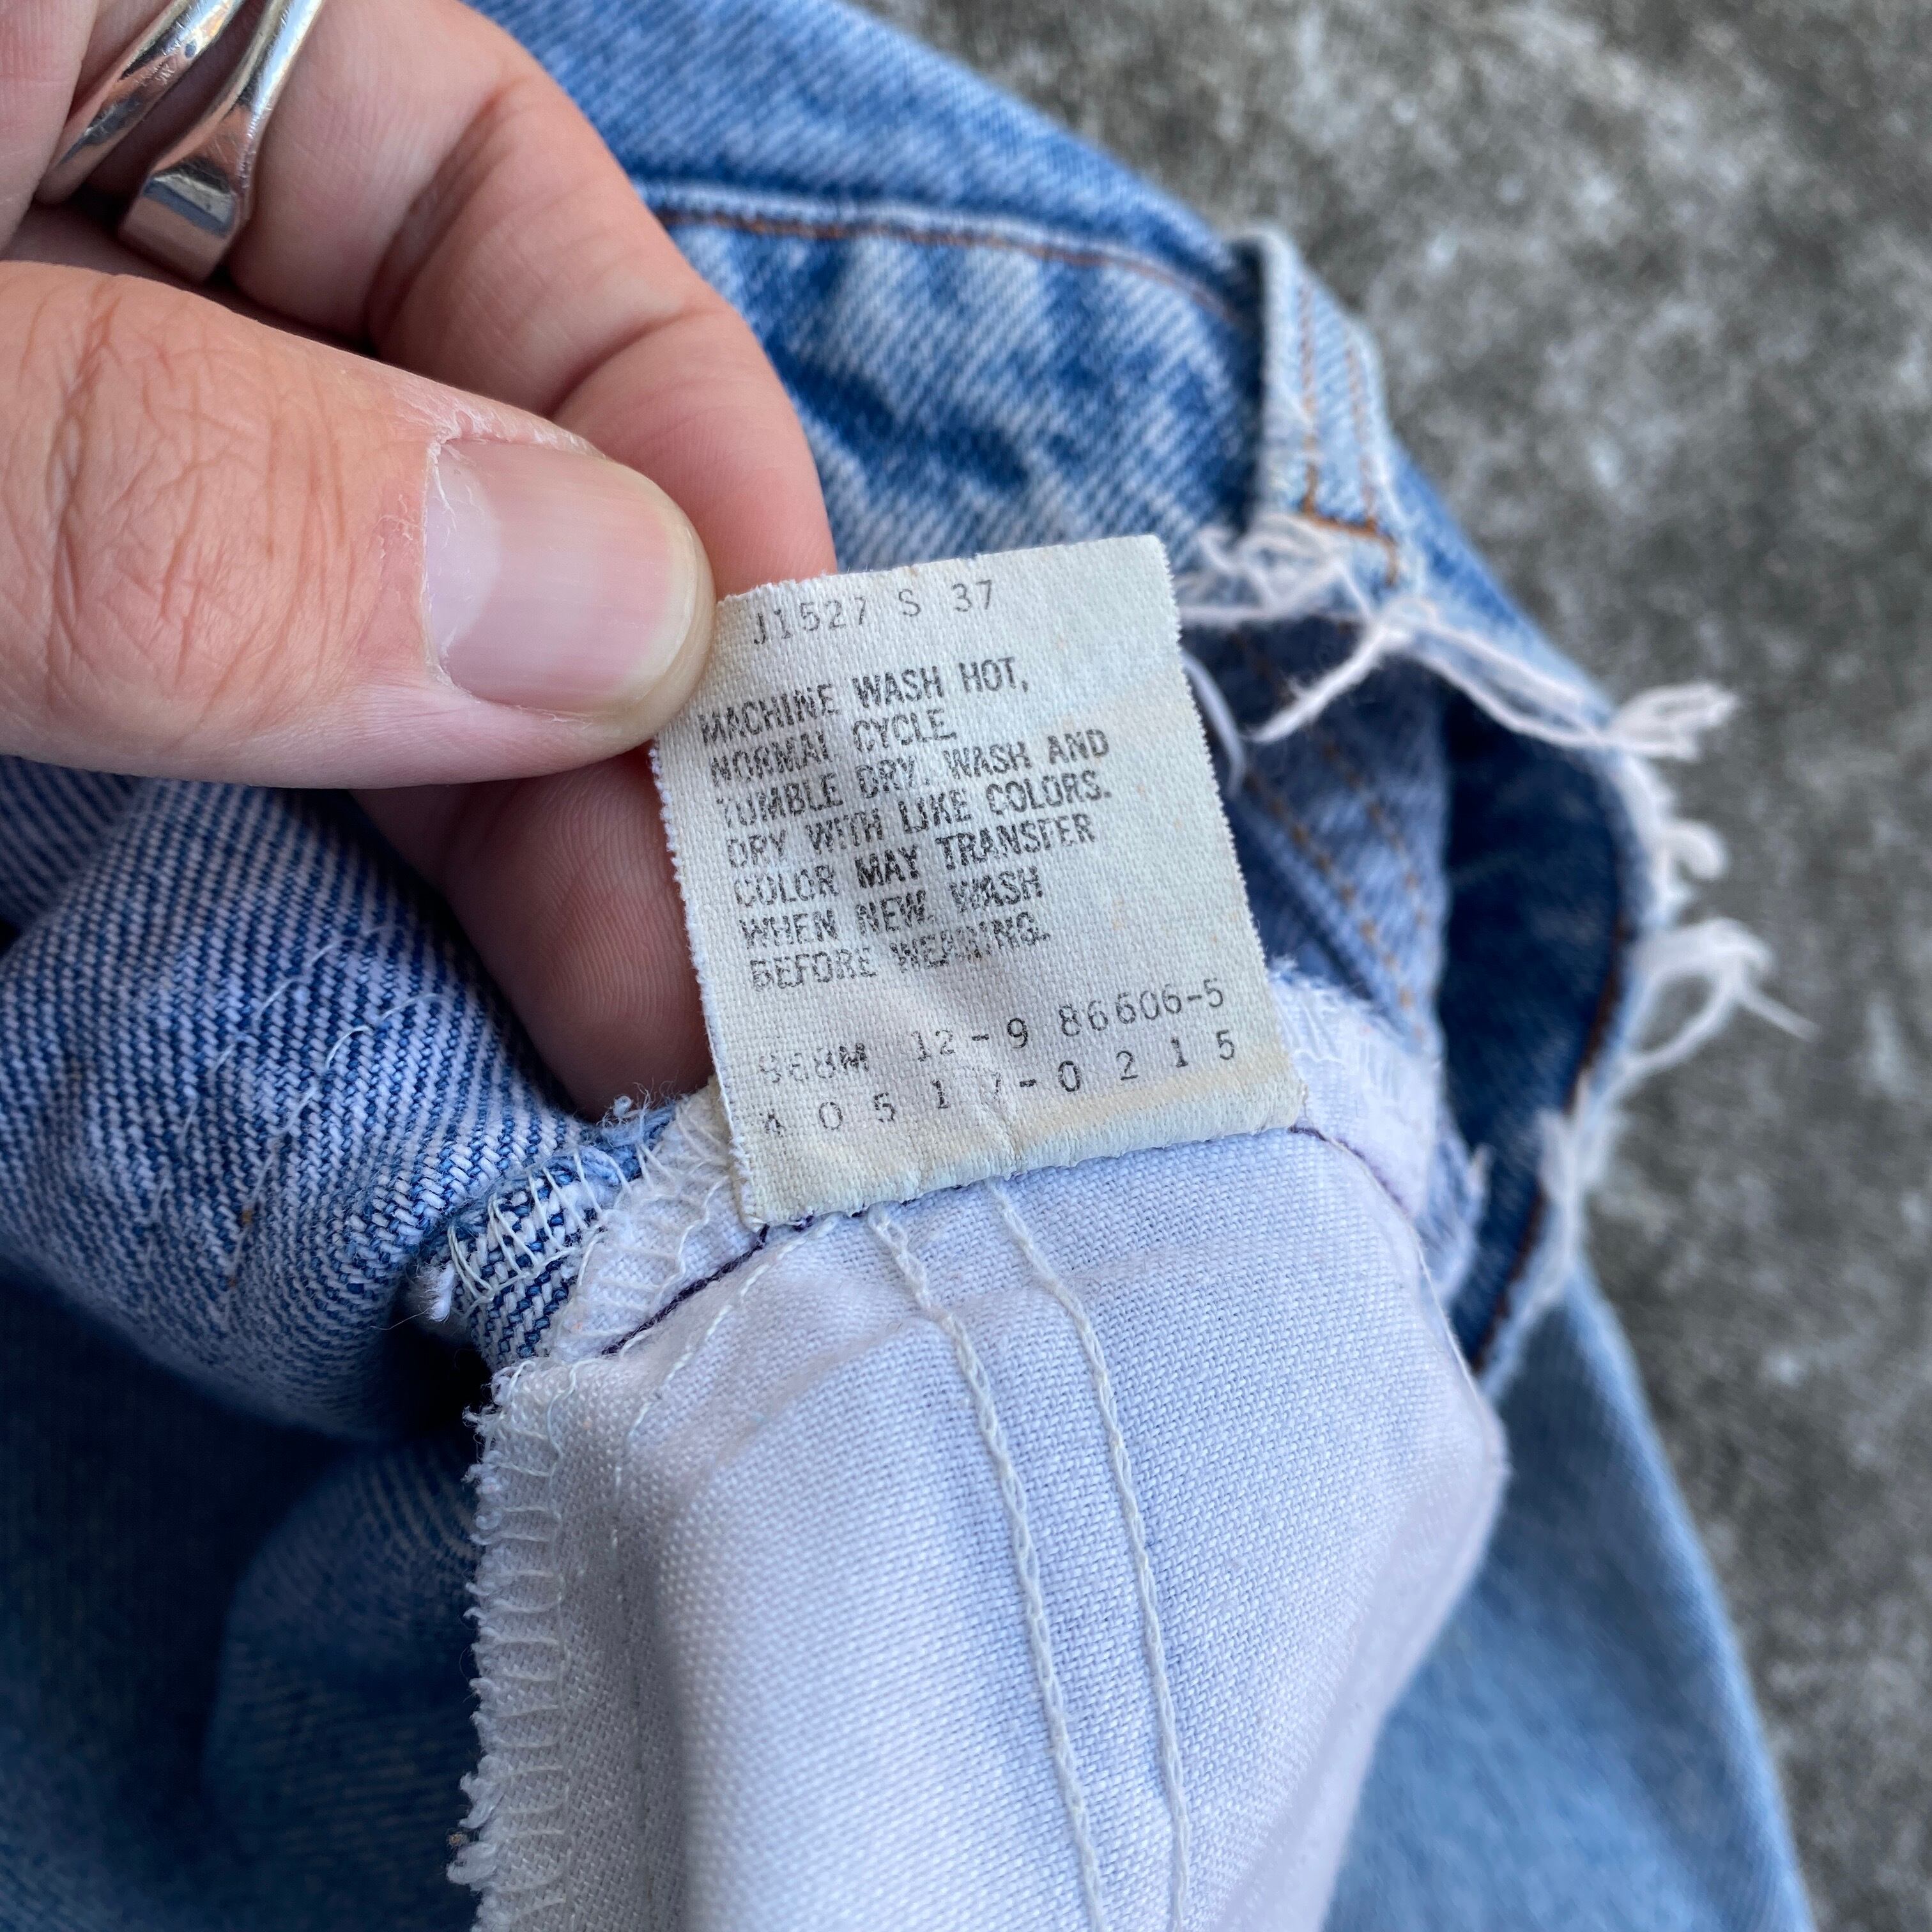 J1527 S 37
MACHINE WASH HOT,
NORMAL CYCLE
TUMBLE DRY. WASH AND
DRY WITH LIKE COLORS.
COLOR MAY TRANSFER
WHEN NEW. WASH
BEFORE WEARING.
12-9 86606-5
0215